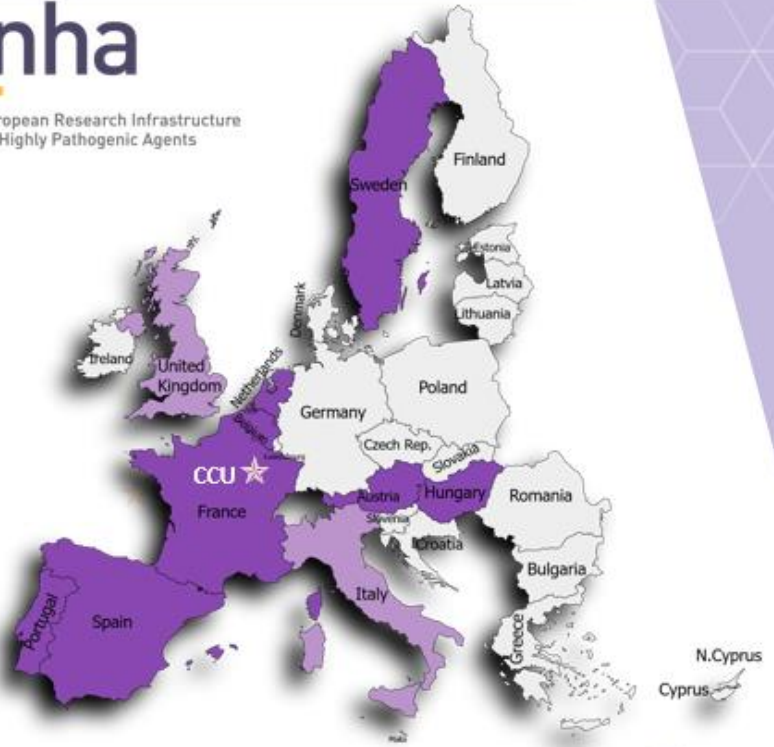 nha
ropean Research Infrastructure
Highly Pathogenic Agents
Finland
Sweden
Estonia
Latvia
Lithuania
Denmark
Ireland
United
Kingdom
Netherlands
Poland
Germany
Belgium
Czech Rep.
Slovakia
CCU
France
Austria
Hungary
Romania
Slovenia
Croatia
Bulgaria
Italy
Portugal
Spain
Greece
N.Cyprus
Cyprus
Malta